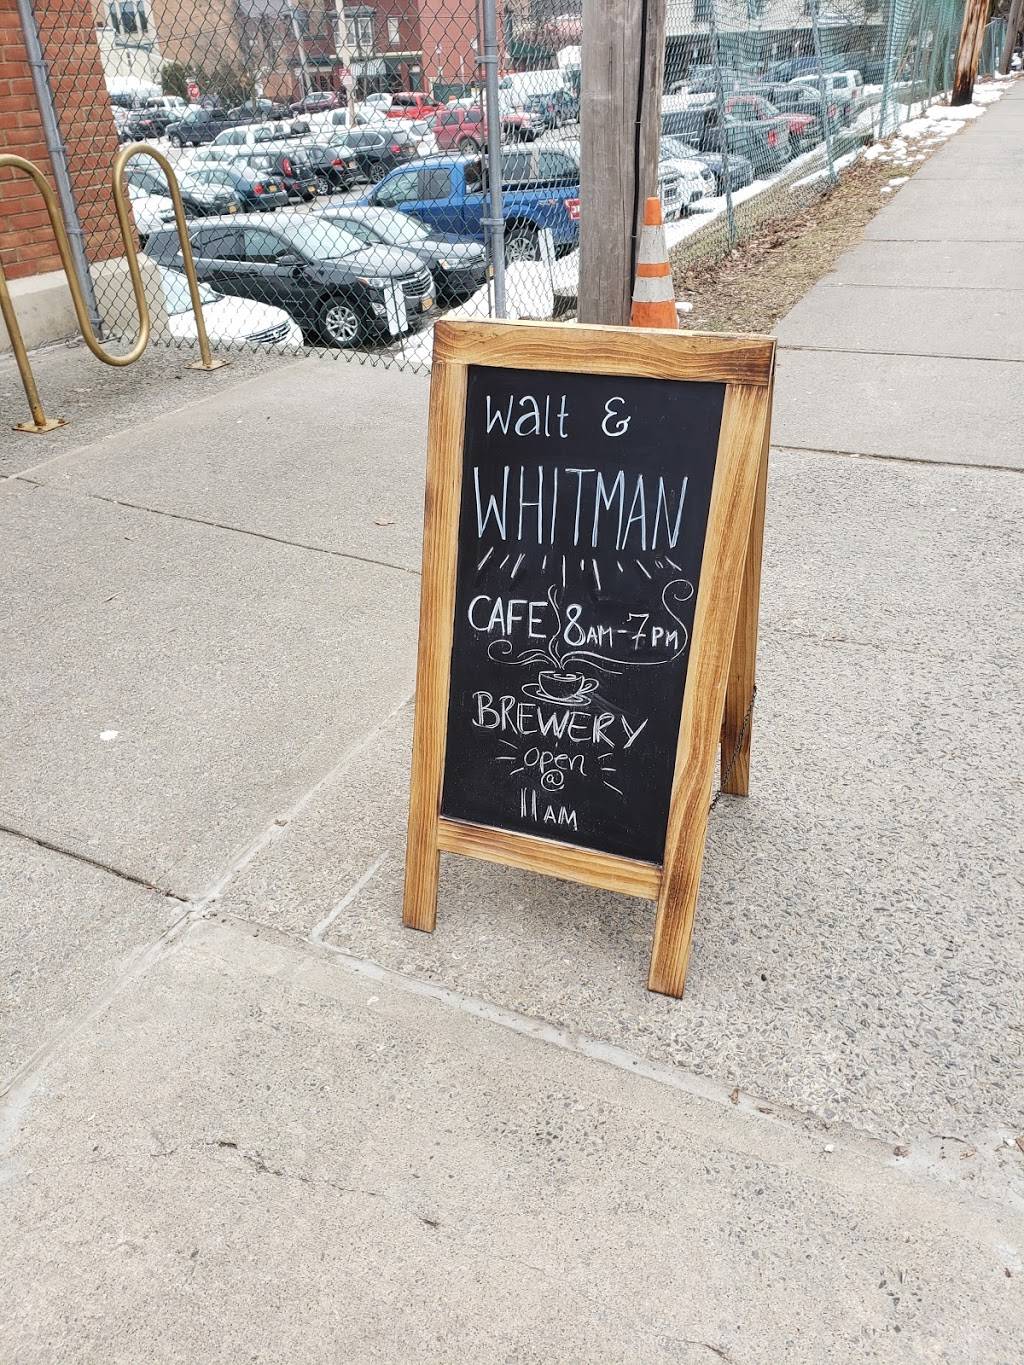 Walt &
WHITMAN
CAFE 8AM-7PM
BREWERY
open
@
11AM